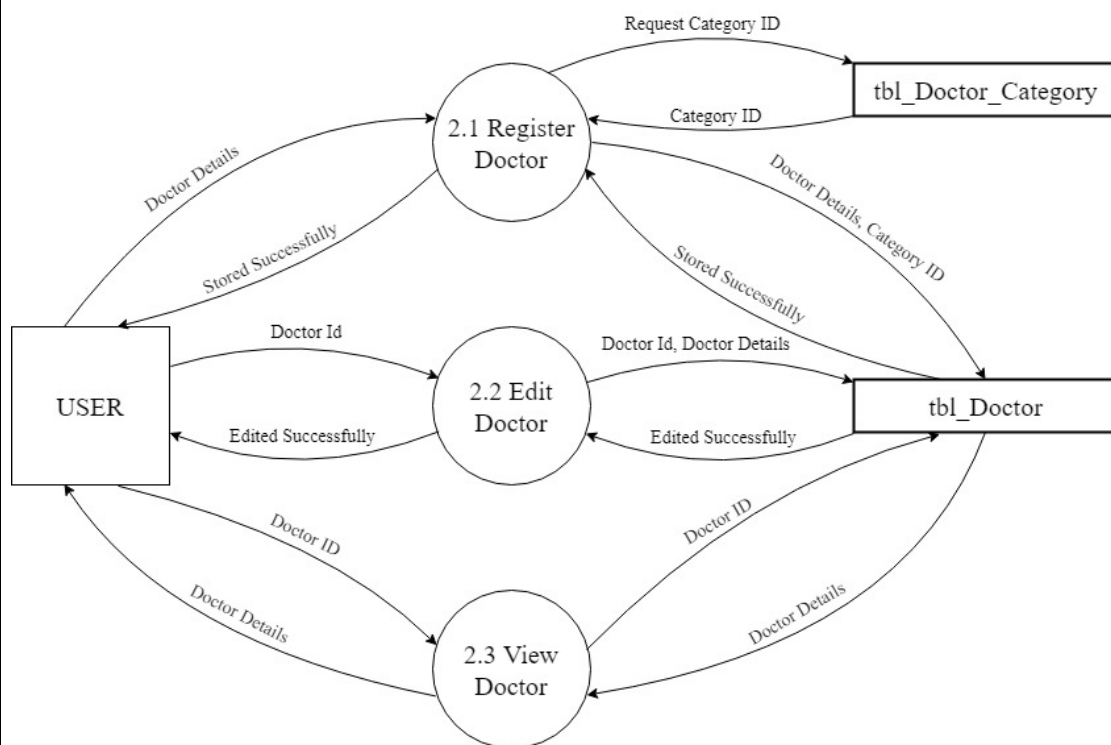 Request Category ID
tbl_Doctor_Category
Category ID
2.1 Register
Doctor
Doctor Details
Doctor Details, Category ID
Stored Successfully
Stored Successfully
USER
Doctor Id
2.2 Edit
Doctor
Doctor Id, Doctor Details
tbl_Doctor
Edited Successfully
Edited Successfully
Doctor ID
Doctor ID
Doctor Details
Doctor Details
2.3 View
Doctor